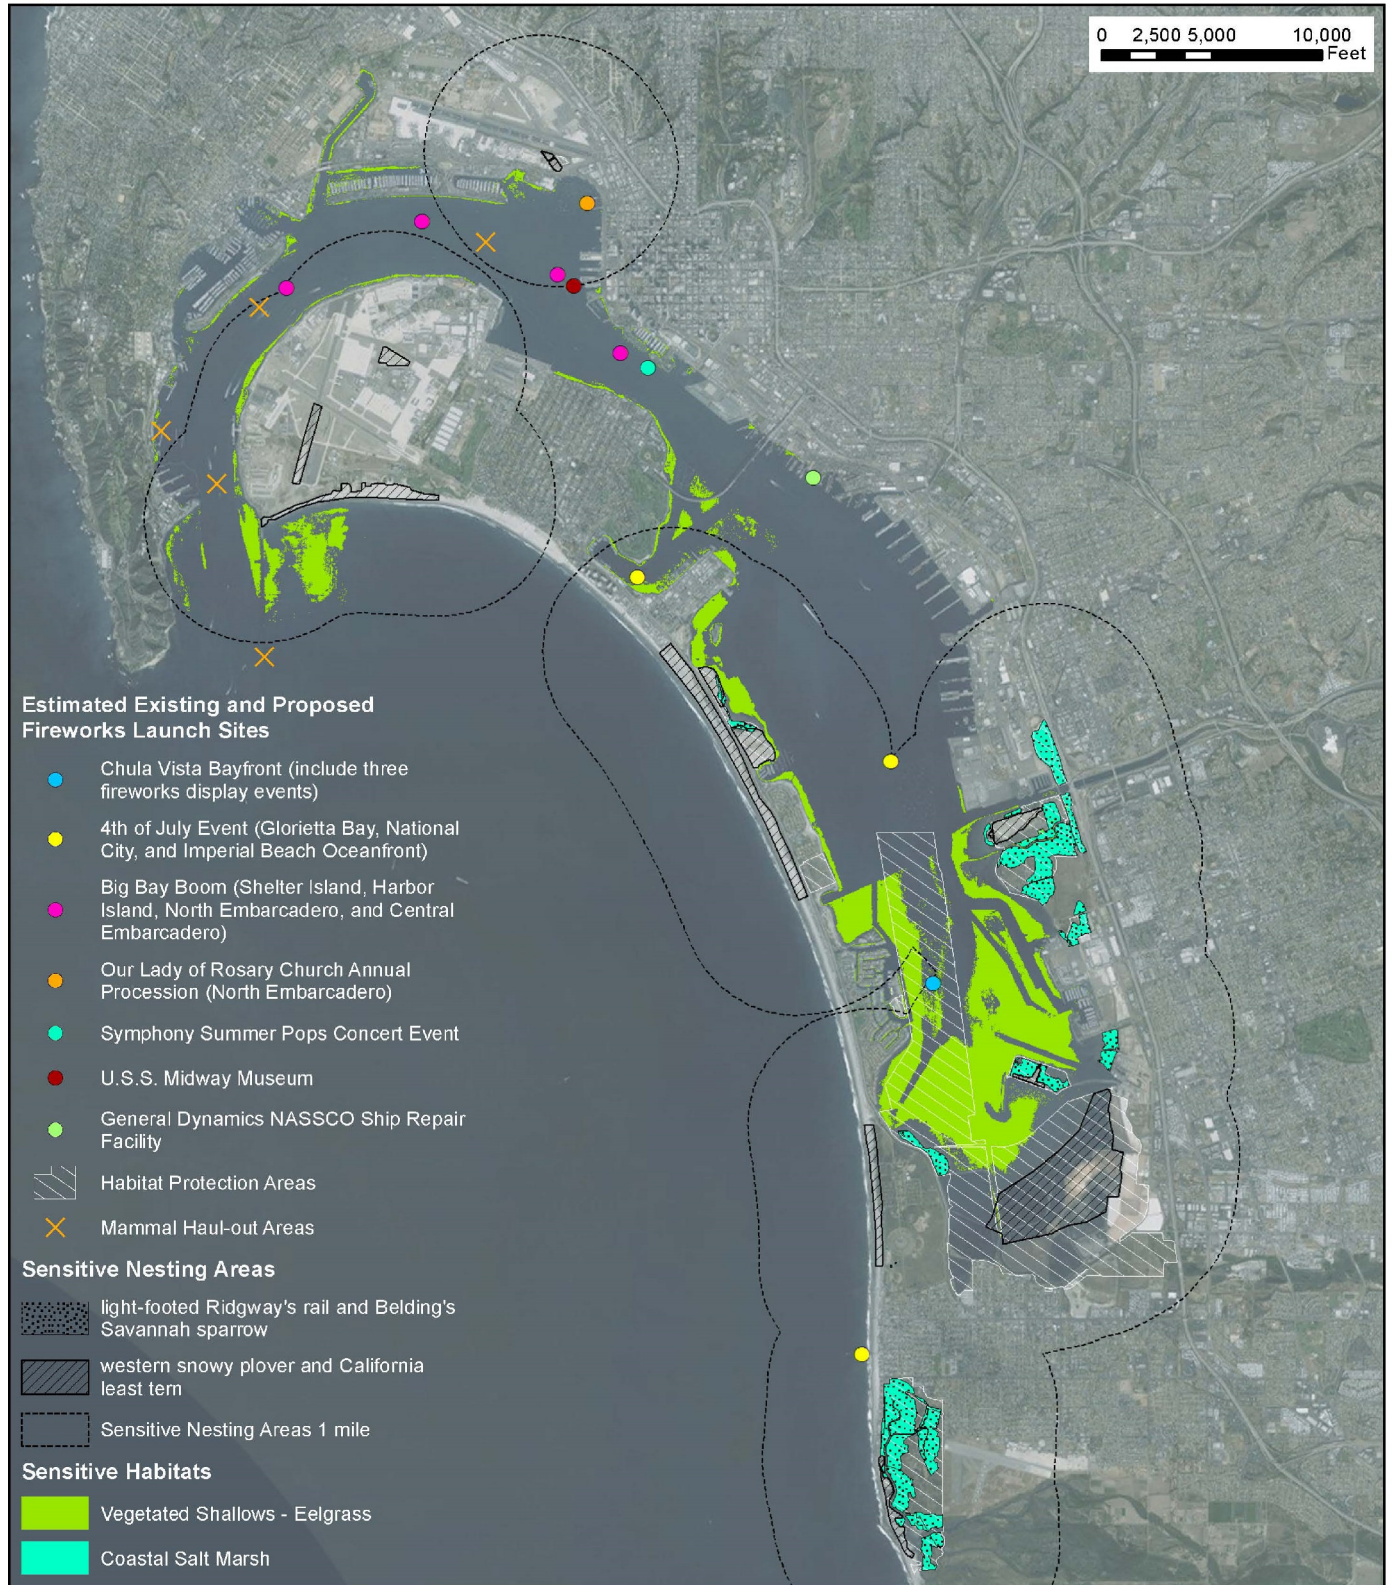 0 2,500 5,000 10,000
Feet
Estimated Existing and Proposed
Fireworks Launch Sites
Chula Vista Bayfront (include three
fireworks display events)
4th of July Event (Glorietta Bay, National
City, and Imperial Beach Oceanfront)
Big Bay Boom (Shelter Island, Harbor
Island, North Embarcadero, and Central
Embarcadero)
Our Lady of Rosary Church Annual
Procession (North Embarcadero)
Symphony Summer Pops Concert Event
U.S.S. Midway Museum
General Dynamics NASSCO Ship Repair
Facility
Habitat Protection Areas
Mammal Haul-out Areas
Sensitive Nesting Areas
light-footed Ridgway's rail and Belding's
Savannah sparrow
western snowy plover and California
least tern
Sensitive Nesting Areas 1 mile
Sensitive Habitats
Vegetated Shallows - Eelgrass
Coastal Salt Marsh